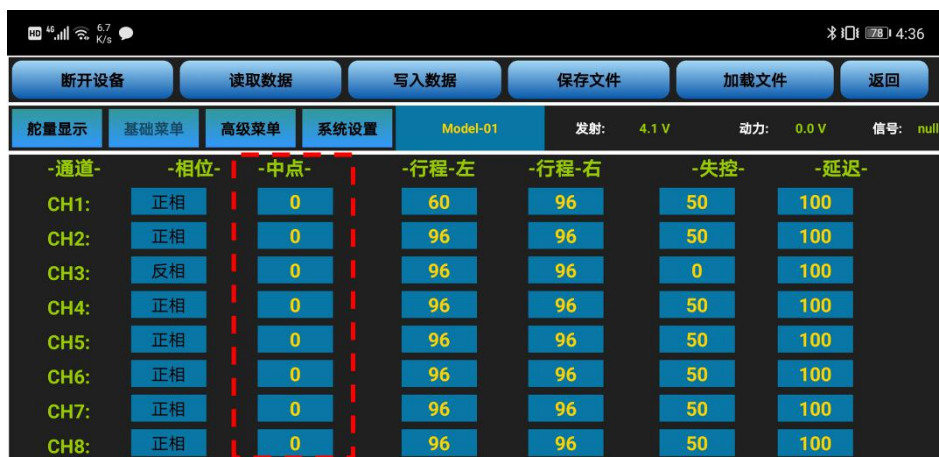 HD 46 6.7 K/s 78 4:36
断开设备 读取数据 写入数据 保存文件 加载文件 返回
舵量显示 基础菜单 高级菜单 系统设置 Model-01 发射: 4.1 V 动力: 0.0 V 信号: null
-通道- -相位- -中点- -行程-左 -行程-右 -失控- -延迟-
CH1: 正相 0 60 96 50 100
CH2: 正相 0 96 96 50 100
CH3: 反相 0 96 96 0 100
CH4: 正相 0 96 96 50 100
CH5: 正相 0 96 96 50 100
CH6: 正相 0 96 96 50 100
CH7: 正相 0 96 96 50 100
CH8: 正相 0 96 96 50 100